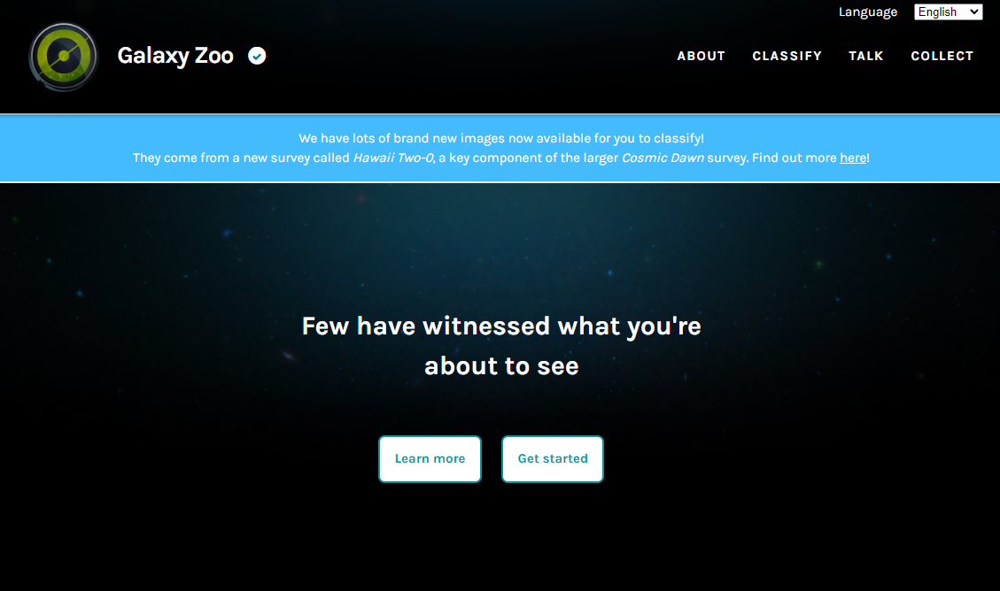 Language English
Galaxy Zoo
ABOUT CLASSIFY TALK COLLECT
We have lots of brand new images now available for you to classify!
They come from a new survey called Hawaii Two-0, a key component of the larger Cosmic Dawn survey. Find out more here!
Few have witnessed what you're
about to see
Learn more Get started